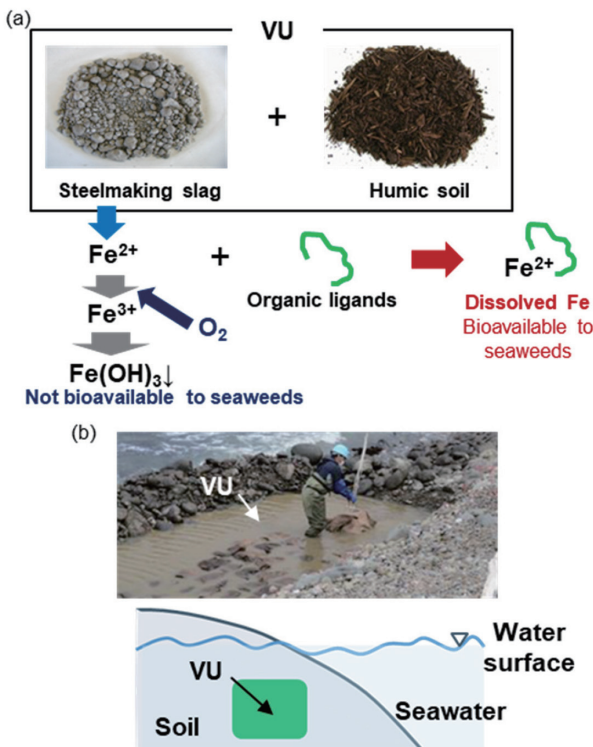 (a)
VU
+
Steelmaking slag
Humic soil
Fe²⁺
+
Organic ligands
Fe²⁺
Dissolved Fe
Bioavailable to
seaweeds
Fe³⁺
O₂
Fe(OH)₃↓
Not bioavailable to seaweeds
(b)
VU
Water
surface
VU
Seawater
Soil